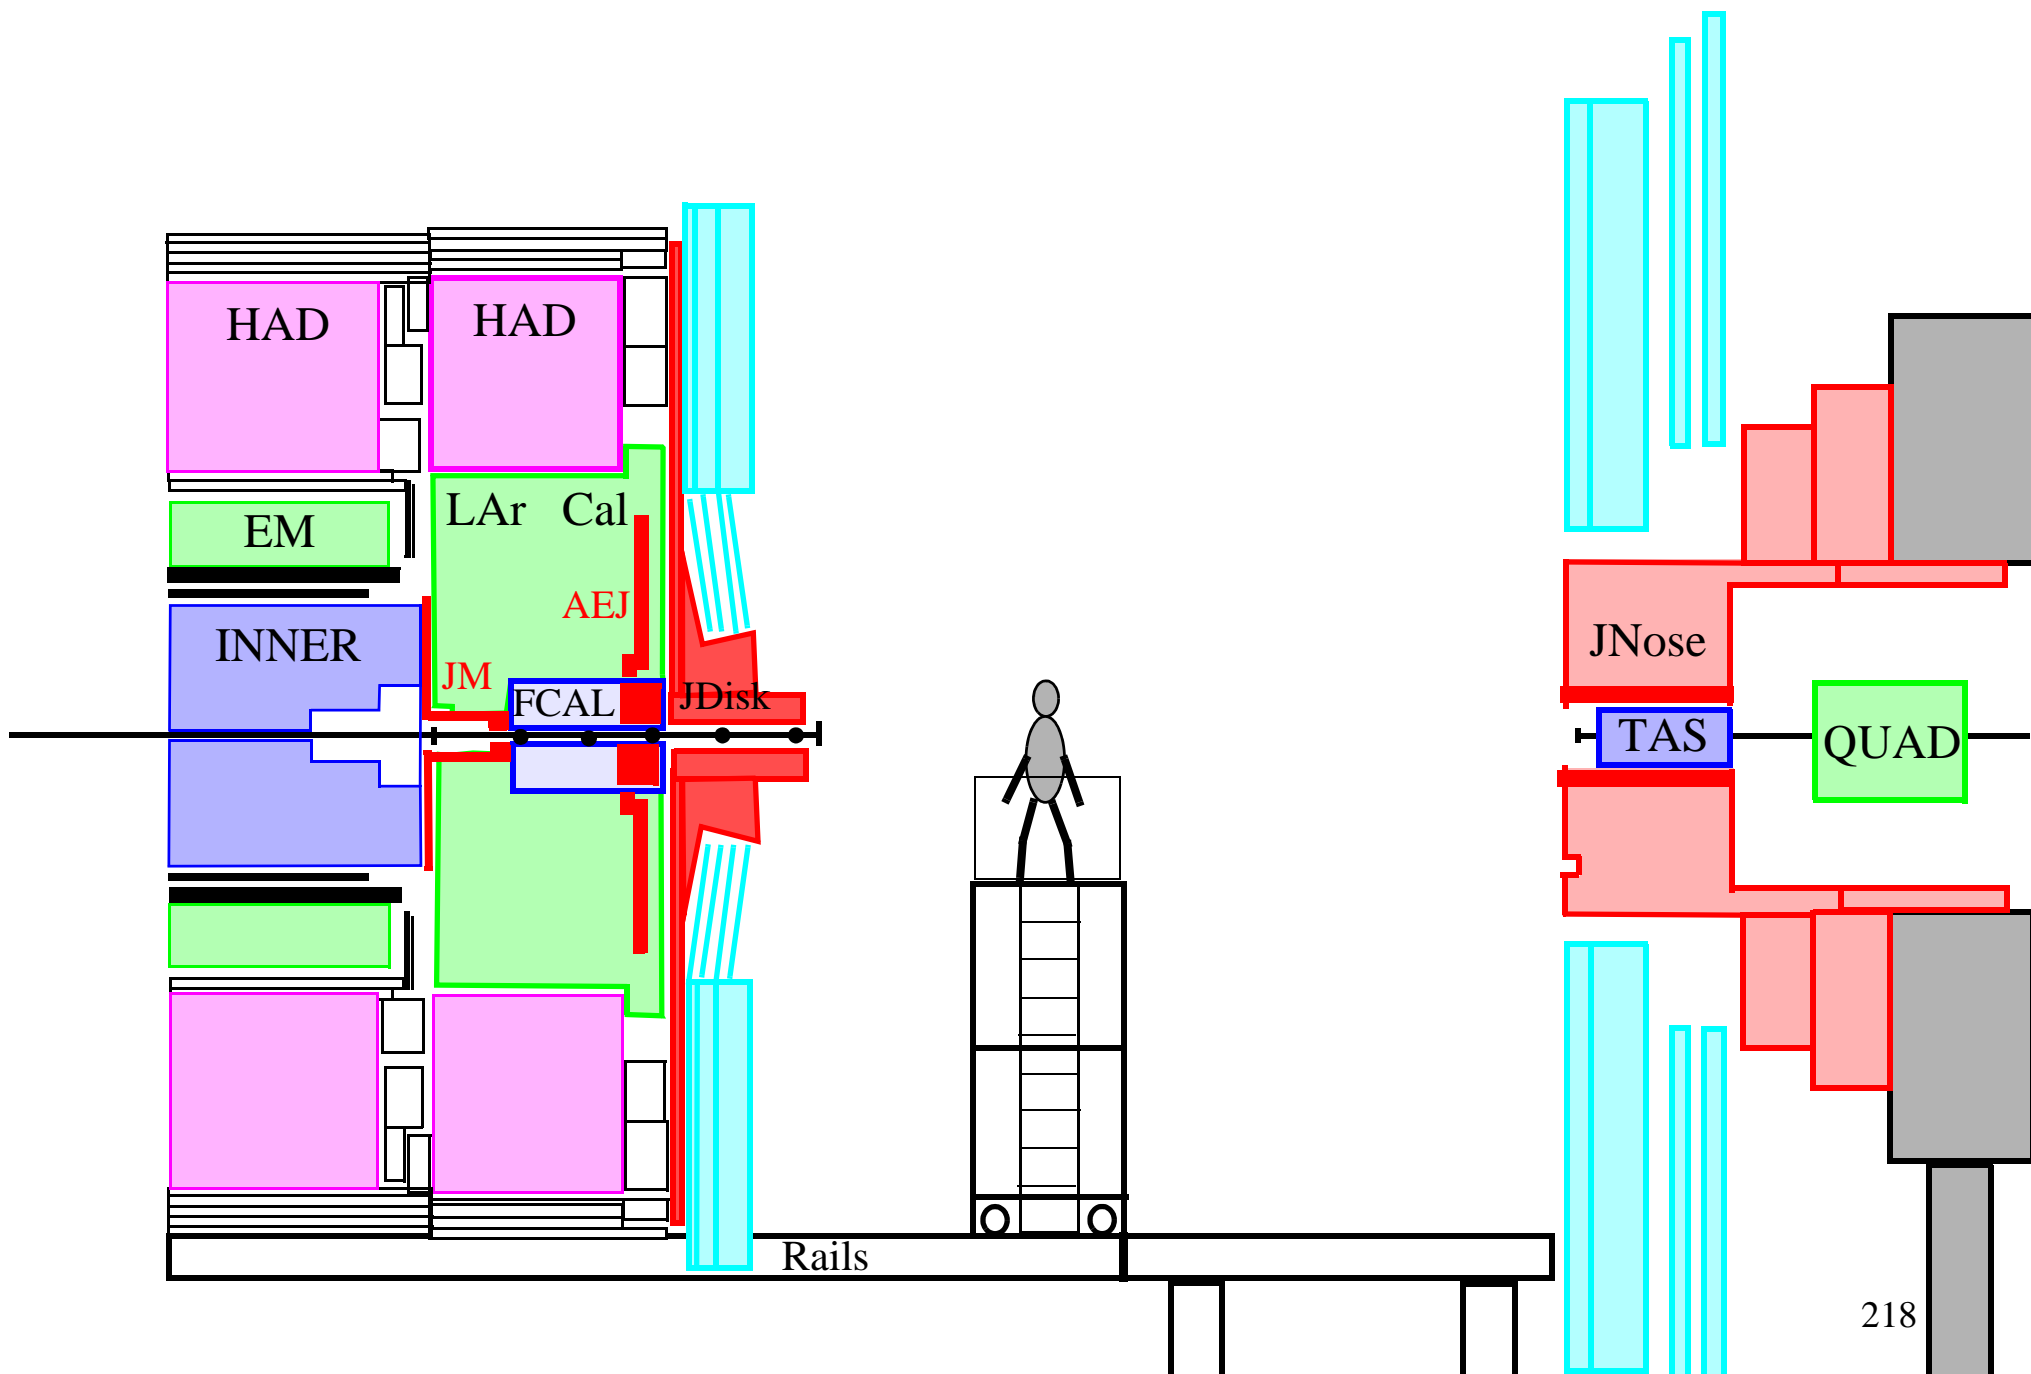 HAD
HAD
LAr Cal
EM
AEJ
INNER
JM
FCAL
JDisk
JNose
TAS
QUAD
Rails
218